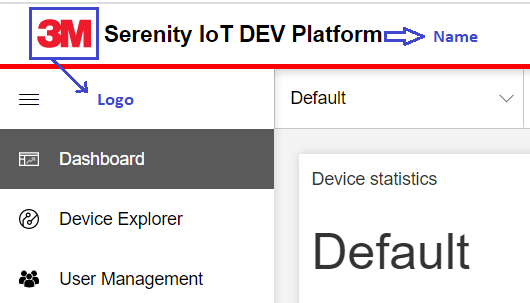 3M Serenity IoT DEV Platform Name
Logo
Default
Dashboard
Device statistics
Device Explorer
Default
User Management